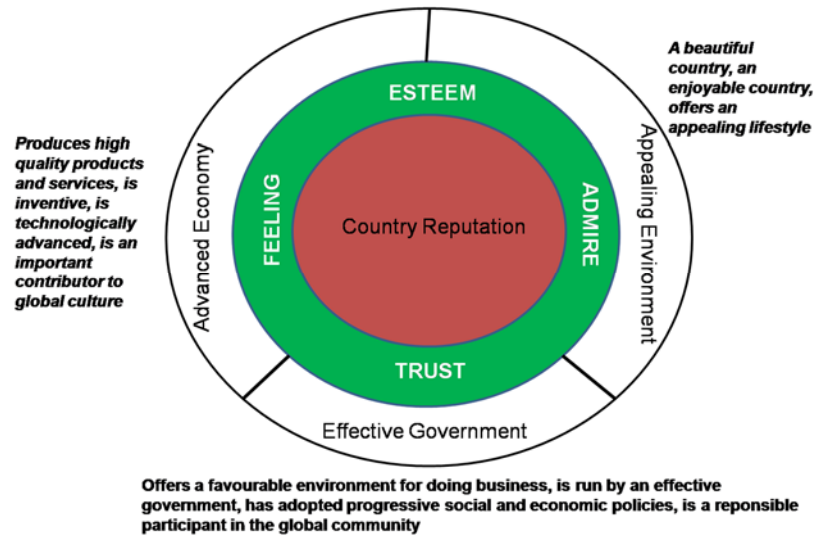 A beautiful
country, an
enjoyable country,
offers an
appealing lifestyle
ESTEEM
Produces high
quality products
and services, is
inventive, is
technologically
advanced, is an
important
contributor to
global culture
Advanced Economy
FEELING
Country Reputation
ADMIRE
Appealing Environment
TRUST
Effective Government
Offers a favourable environment for doing business, is run by an effective
government, has adopted progressive social and economic policies, is a reponsible
participant in the global community